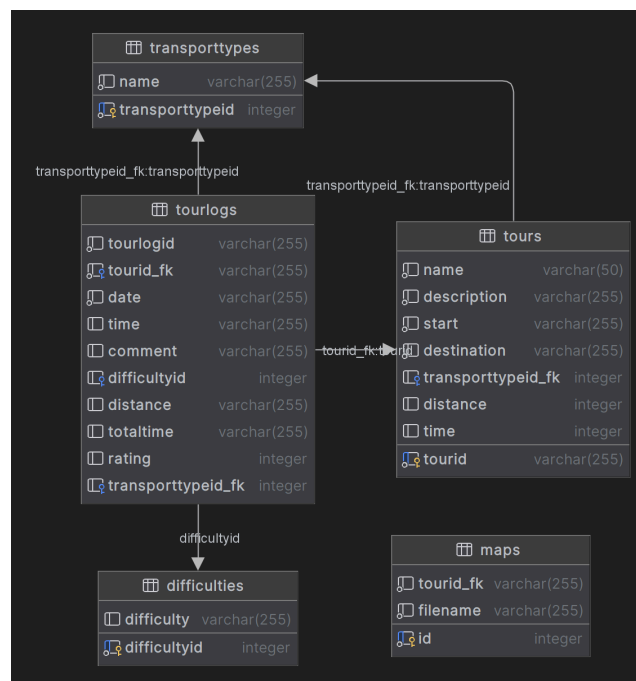 transporttypes
name varchar(255)
transporttypeid integer
transporttypeid_fk:transporttypeid
transporttypeid_fk:transporttypeid
tourlogs
tourlogid varchar(255)
tourid_fk varchar(255)
date varchar(255)
time varchar(255)
comment varchar(255)
difficultyid integer
distance varchar(255)
totaltime varchar(255)
rating integer
transporttypeid_fk integer
tourid_fk:tourid
tours
name varchar(50)
description varchar(255)
start varchar(255)
destination varchar(255)
transporttypeid_fk integer
distance integer
time integer
tourid varchar(255)
difficultyid
difficulties
difficulty varchar(255)
difficultyid integer
maps
tourid_fk varchar(255)
filename varchar(255)
id integer